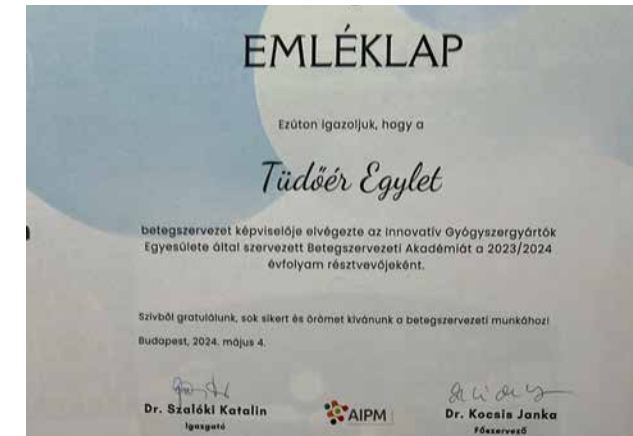 EMLÉKLAP
Ezúton igazoljuk, hogy a
Tüdőér Egylet
betegszervezet képviselője elvégezte az Innovatív Gyógyszergyártók
Egyesülete által szervezett Betegszervezeti Akadémiát a 2023/2024
évfolyam résztvevőjeként.
Szívből gratulálunk, sok sikert és örömet kívánunk a betegszervezeti munkához!
Budapest, 2024. május 4.
Dr. Szalóki Katalin
Igazgató
AIPM
Dr. Kocsis Janka
Főszervező